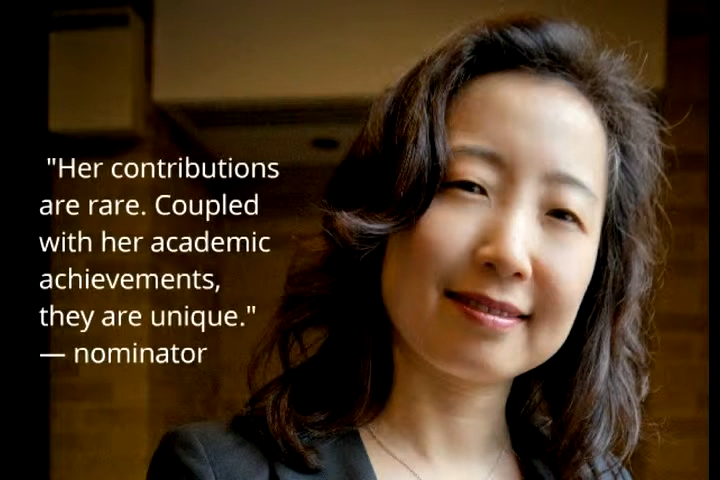 "Her contributions
are rare. Coupled
with her academic
achievements,
they are unique."
— nominator